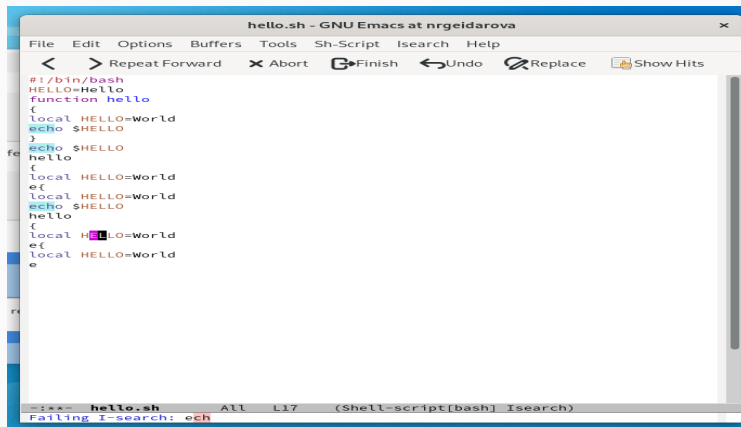 hello.sh - GNU Emacs at nrgeidarova
File Edit Options Buffers Tools Sh-Script Isearch Help
Repeat Forward Abort Finish Undo Replace Show Hits
#!/bin/bash
HELLO=Hello
function hello
{
local HELLO=World
echo $HELLO
}
echo $HELLO
hello
{
local HELLO=World
e{
local HELLO=World
echo $HELLO
hello
{
local HELLO=World
e{
local HELLO=World
e
-:**- hello.sh All L17 (Shell-script[bash] Isearch)
Failing I-search: ech